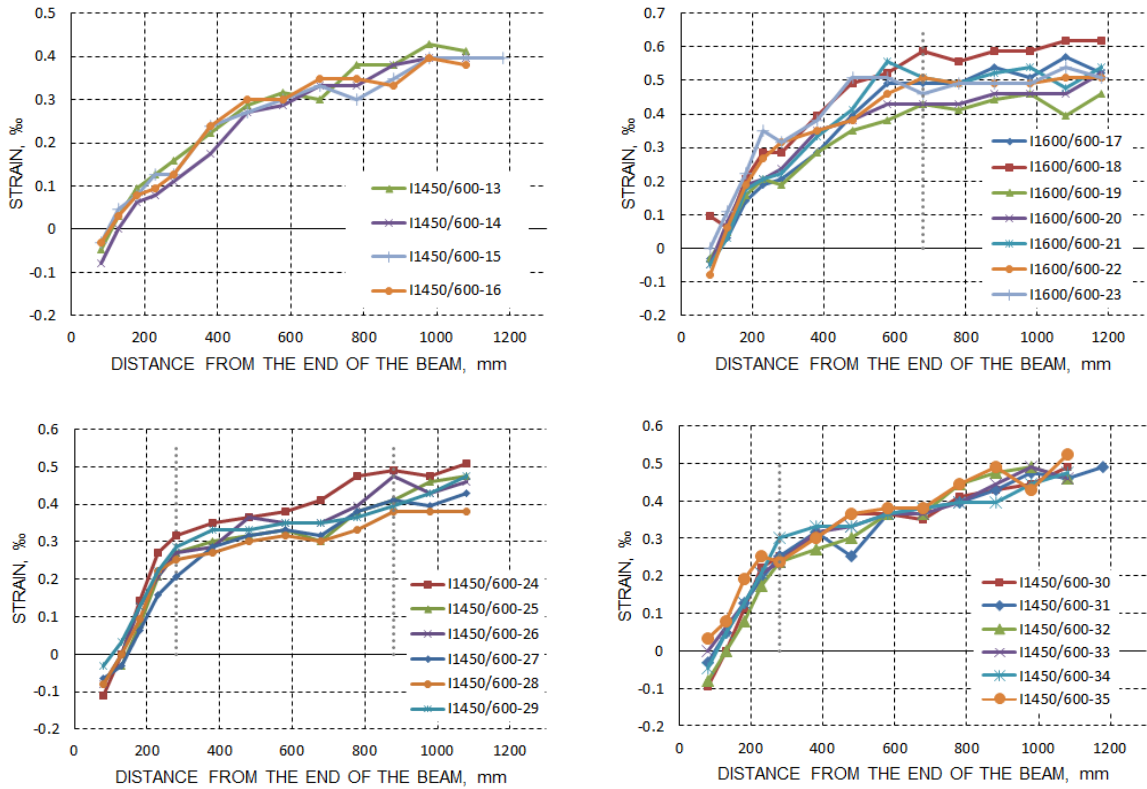 0.5
0.4
0.3
0.2
0.1
0
-0.1
-0.2
STRAIN, ‰
0 200 400 600 800 1000 1200
DISTANCE FROM THE END OF THE BEAM, mm
I1450/600-13
I1450/600-14
I1450/600-15
I1450/600-16
0.7
0.6
0.5
0.4
0.3
0.2
0.1
0
-0.1
-0.2
STRAIN, ‰
0 200 400 600 800 1000 1200
DISTANCE FROM THE END OF THE BEAM, mm
I1600/600-17
I1600/600-18
I1600/600-19
I1600/600-20
I1600/600-21
I1600/600-22
I1600/600-23
0.6
0.5
0.4
0.3
0.2
0.1
0
-0.1
-0.2
STRAIN, ‰
0 200 400 600 800 1000 1200
DISTANCE FROM THE END OF THE BEAM, mm
I1450/600-24
I1450/600-25
I1450/600-26
I1450/600-27
I1450/600-28
I1450/600-29
0.6
0.5
0.4
0.3
0.2
0.1
0
-0.1
-0.2
STRAIN, ‰
0 200 400 600 800 1000 1200
DISTANCE FROM THE END OF THE BEAM, mm
I1450/600-30
I1450/600-31
I1450/600-32
I1450/600-33
I1450/600-34
I1450/600-35